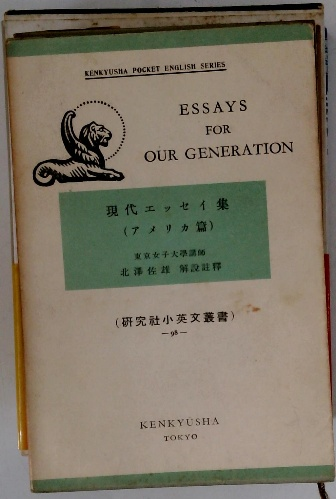 KENKYUSHA POCKET ENGLISH SERIES
ESSAYS
FOR
OUR GENERATION
現代エッセイ集
(アメリカ篇)
東京女子大學講師
北澤佐雄 解說註釋
(研究社小英文叢書)
—98—
KENKYUSHA
TOKYO